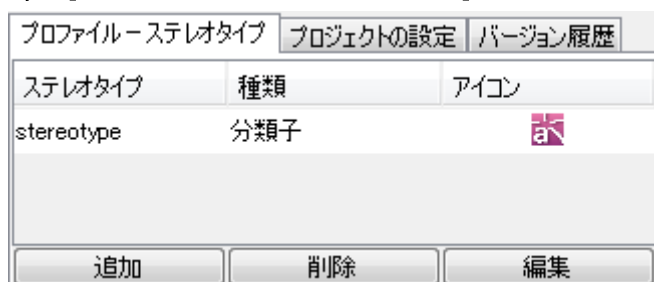 プロファイル－ステレオタイプ プロジェクトの設定 バージョン履歴
ステレオタイプ 種類 アイコン
stereotype 分類子
追加 削除 編集